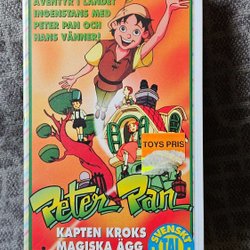 ÄVENTYR I LANDET
INGENSTANS MED
PETER PAN OCH
HANS VÄNNER!
TOYS PRIS
Peter Pan
KAPTEN KROKS
MAGISKA ÄGG
SVENSKT
TAL